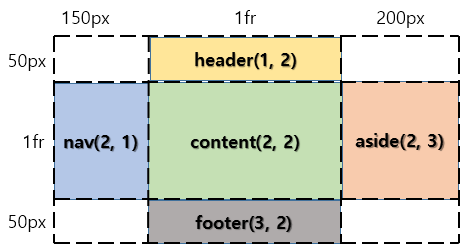 150px 1fr 200px
50px header(1, 2)
1fr nav(2, 1) content(2, 2) aside(2, 3)
50px footer(3, 2)